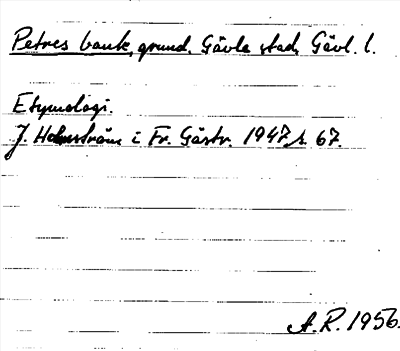 Petres bank, grund. Gävle stad, Gävl. l.
Etymologi.
J. Holmström i Fr. Gästr. 1947, s. 67.
A.R. 1956.